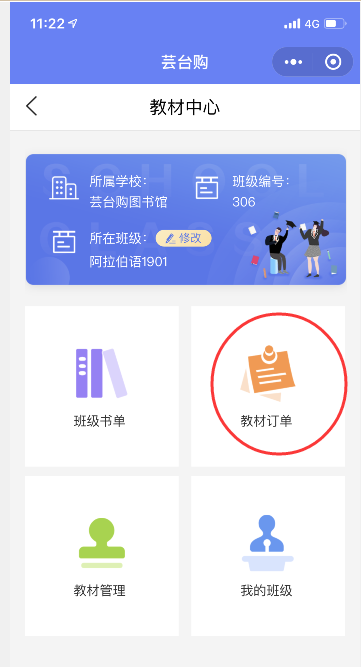 11:22
4G
芸台购
教材中心
SCHOOL
所属学校：
芸台购图书馆
班级编号：
306
所在班级： 修改
阿拉伯语1901
班级书单
教材订单
教材管理
我的班级